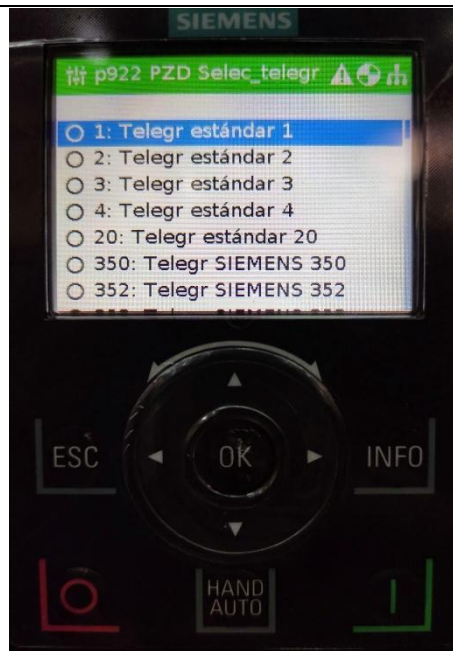 SIEMENS
p922 PZD Selec_telegr
1: Telegr estándar 1
2: Telegr estándar 2
3: Telegr estándar 3
4: Telegr estándar 4
20: Telegr estándar 20
350: Telegr SIEMENS 350
352: Telegr SIEMENS 352
ESC
OK
INFO
HAND
AUTO